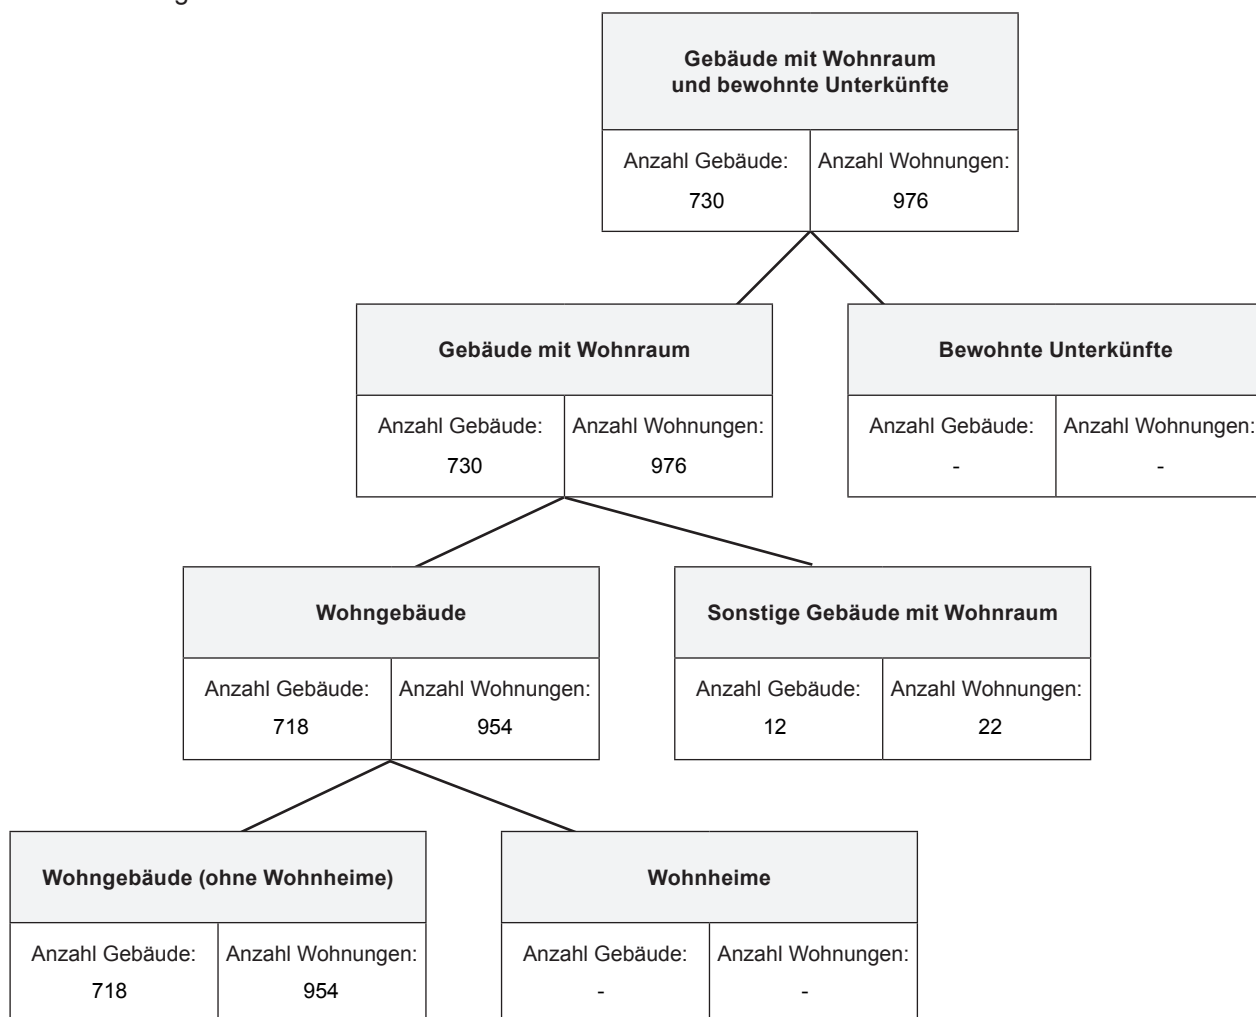 Gebäude mit Wohnraum
und bewohnte Unterkünfte
Anzahl Gebäude: Anzahl Wohnungen:
730 976
Gebäude mit Wohnraum
Anzahl Gebäude: Anzahl Wohnungen:
730 976
Bewohnte Unterkünfte
Anzahl Gebäude: Anzahl Wohnungen:
- -
Wohngebäude
Anzahl Gebäude: Anzahl Wohnungen:
718 954
Sonstige Gebäude mit Wohnraum
Anzahl Gebäude: Anzahl Wohnungen:
12 22
Wohngebäude (ohne Wohnheime)
Anzahl Gebäude: Anzahl Wohnungen:
718 954
Wohnheime
Anzahl Gebäude: Anzahl Wohnungen:
- -